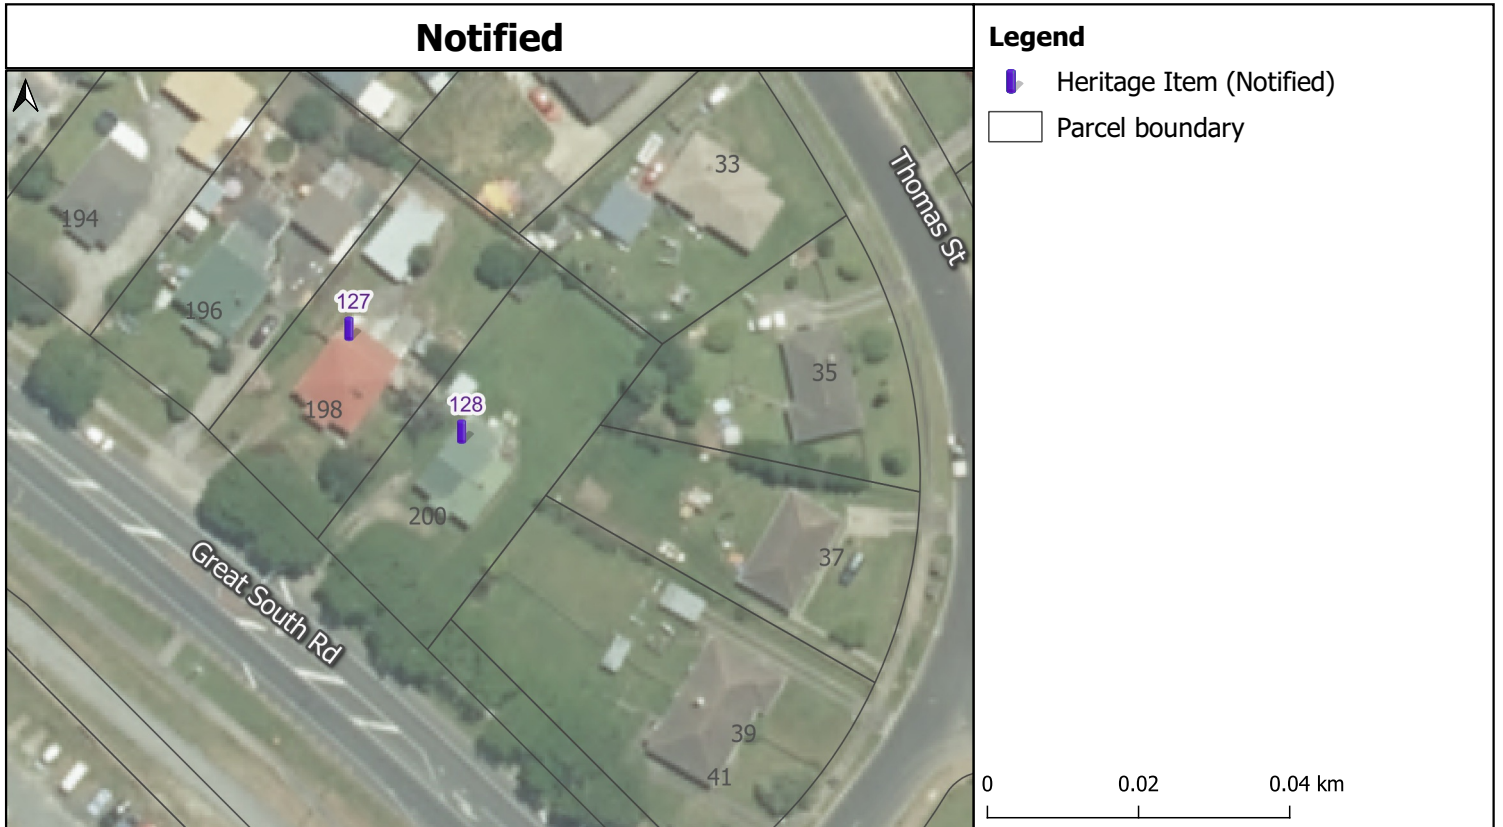 Notified
Legend
Heritage Item (Notified)
Parcel boundary
33
Thomas St
194
196
127
198
35
128
200
37
Great South Rd
39
41
0 0.02 0.04 km